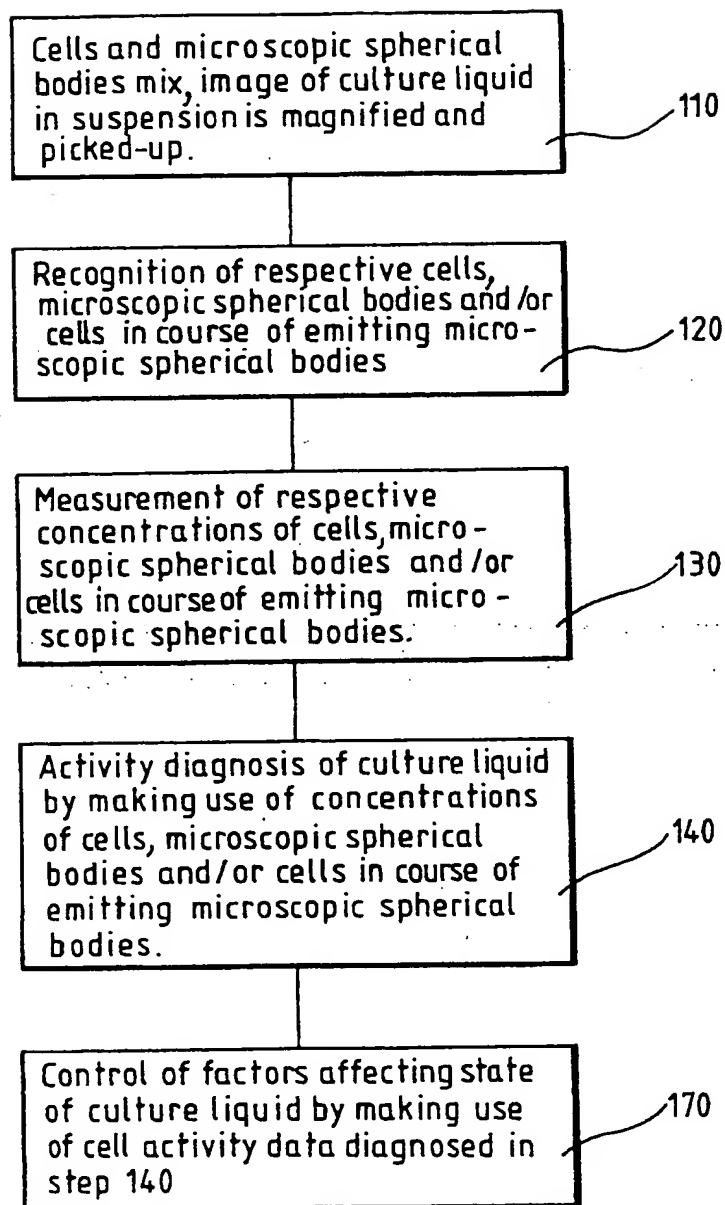 Cells and microscopic spherical
bodies mix, image of culture liquid
in suspension is magnified and
picked-up.
110
Recognition of respective cells,
microscopic spherical bodies and/or
cells in course of emitting micro-
scopic spherical bodies
120
Measurement of respective
concentrations of cells, micro-
scopic spherical bodies and/or
cells in course of emitting micro-
scopic spherical bodies.
130
Activity diagnosis of culture liquid
by making use of concentrations
of cells, microscopic spherical
bodies and/or cells in course of
emitting microscopic spherical
bodies.
140
Control of factors affecting state
of culture liquid by making use
of cell activity data diagnosed in
step 140
170